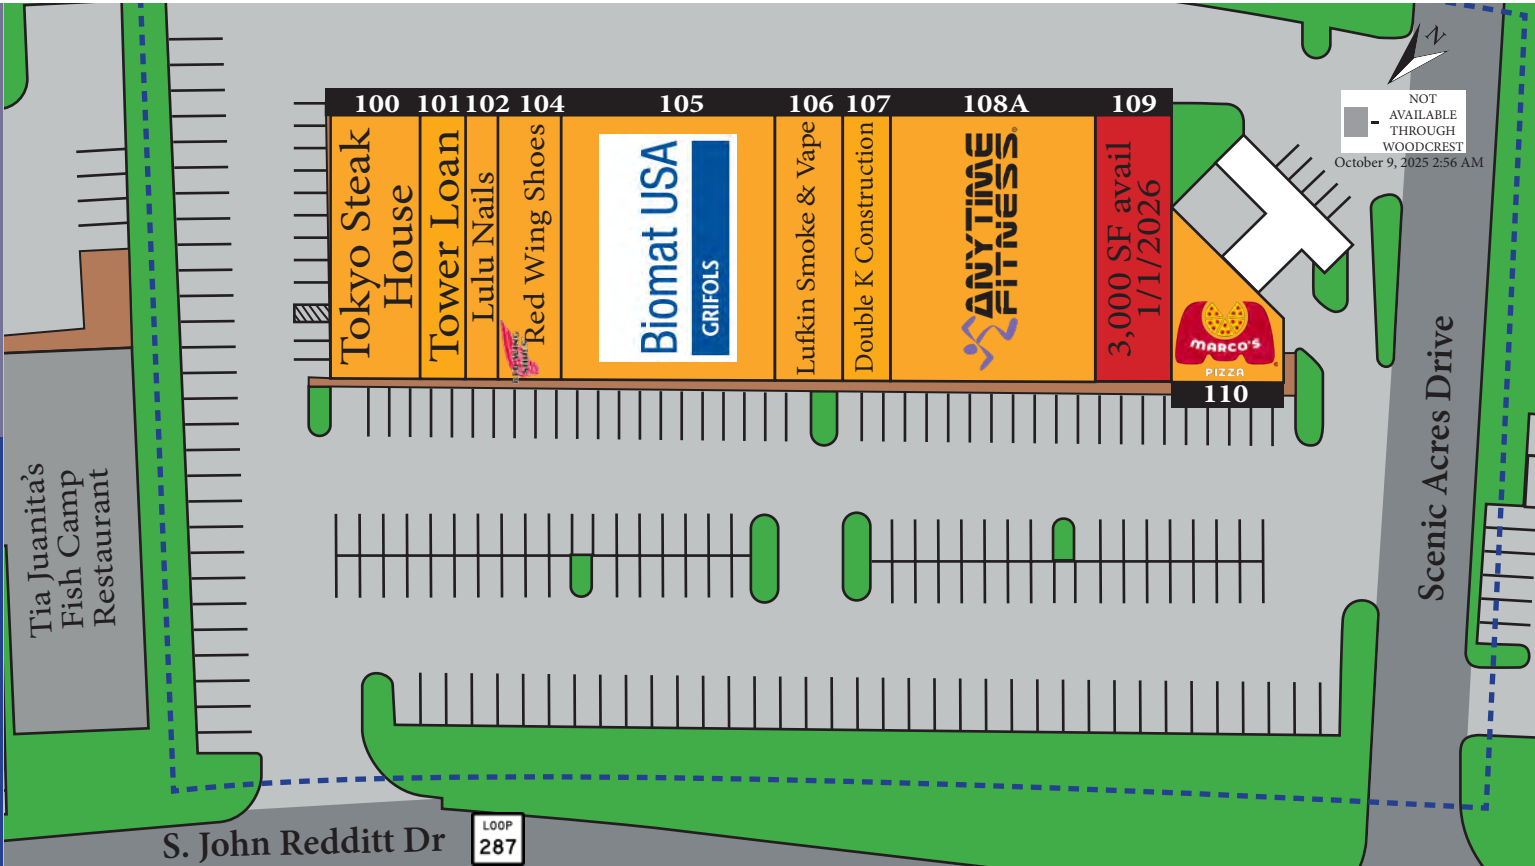 N
NOT
AVAILABLE
THROUGH
WOODCREST
October 9, 2025 2:56 AM
100
101
102
104
105
106
107
108A
109
Tokyo Steak
House
Tower Loan
Lulu Nails
RED WING
SHOES
Red Wing Shoes
Biomat USA
GRIFOLS
Lufkin Smoke & Vape
Double K Construction
ANYTIME
FITNESS®
3,000 SF avail
1/1/2026
MARCO'S
PIZZA
110
Tia Juanita's
Fish Camp
Restaurant
Scenic Acres Drive
S. John Redditt Dr
LOOP
287